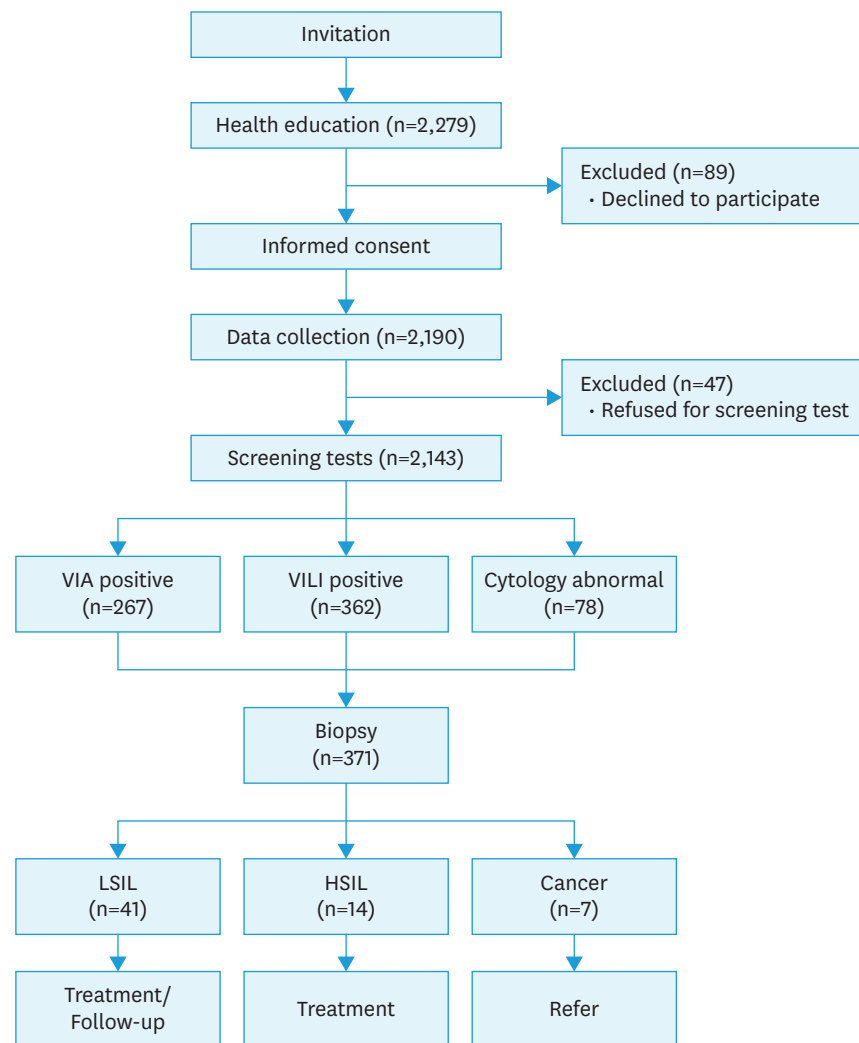 Invitation
Health education (n=2,279)
Excluded (n=89)
· Declined to participate
Informed consent
Data collection (n=2,190)
Excluded (n=47)
· Refused for screening test
Screening tests (n=2,143)
VIA positive
(n=267)
VILI positive
(n=362)
Cytology abnormal
(n=78)
Biopsy
(n=371)
LSIL
(n=41)
HSIL
(n=14)
Cancer
(n=7)
Treatment/
Follow-up
Treatment
Refer